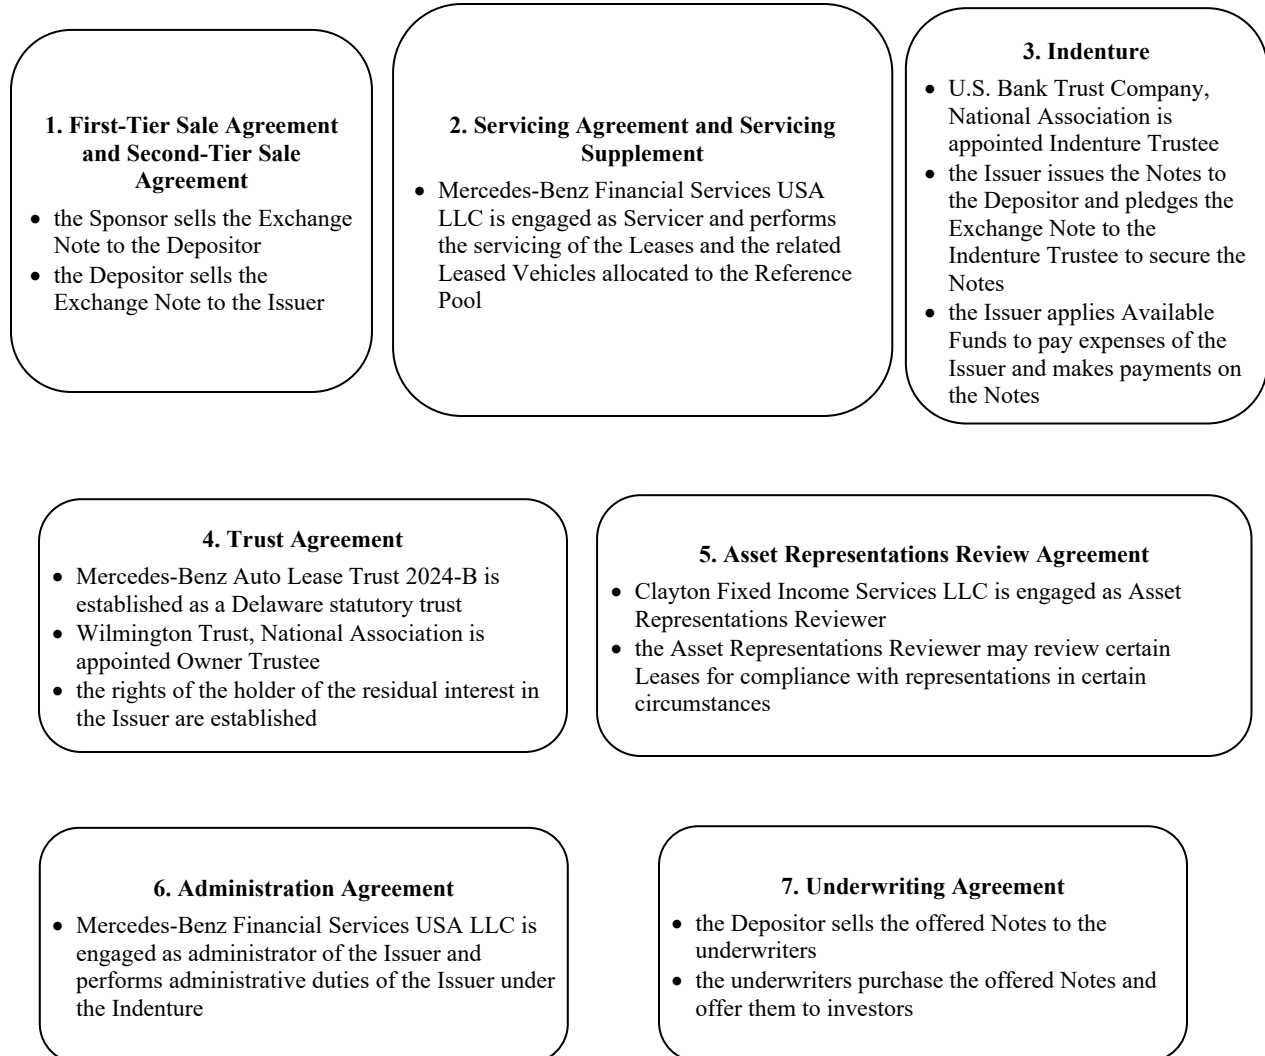 1. First-Tier Sale Agreement
and Second-Tier Sale
Agreement
• the Sponsor sells the Exchange
Note to the Depositor
• the Depositor sells the
Exchange Note to the Issuer
2. Servicing Agreement and Servicing
Supplement
• Mercedes-Benz Financial Services USA
LLC is engaged as Servicer and performs
the servicing of the Leases and the related
Leased Vehicles allocated to the Reference
Pool
3. Indenture
• U.S. Bank Trust Company,
National Association is
appointed Indenture Trustee
• the Issuer issues the Notes to
the Depositor and pledges the
Exchange Note to the
Indenture Trustee to secure the
Notes
• the Issuer applies Available
Funds to pay expenses of the
Issuer and makes payments on
the Notes
4. Trust Agreement
• Mercedes-Benz Auto Lease Trust 2024-B is
established as a Delaware statutory trust
• Wilmington Trust, National Association is
appointed Owner Trustee
• the rights of the holder of the residual interest in
the Issuer are established
5. Asset Representations Review Agreement
• Clayton Fixed Income Services LLC is engaged as Asset
Representations Reviewer
• the Asset Representations Reviewer may review certain
Leases for compliance with representations in certain
circumstances
6. Administration Agreement
• Mercedes-Benz Financial Services USA LLC is
engaged as administrator of the Issuer and
performs administrative duties of the Issuer under
the Indenture
7. Underwriting Agreement
• the Depositor sells the offered Notes to the
underwriters
• the underwriters purchase the offered Notes and
offer them to investors